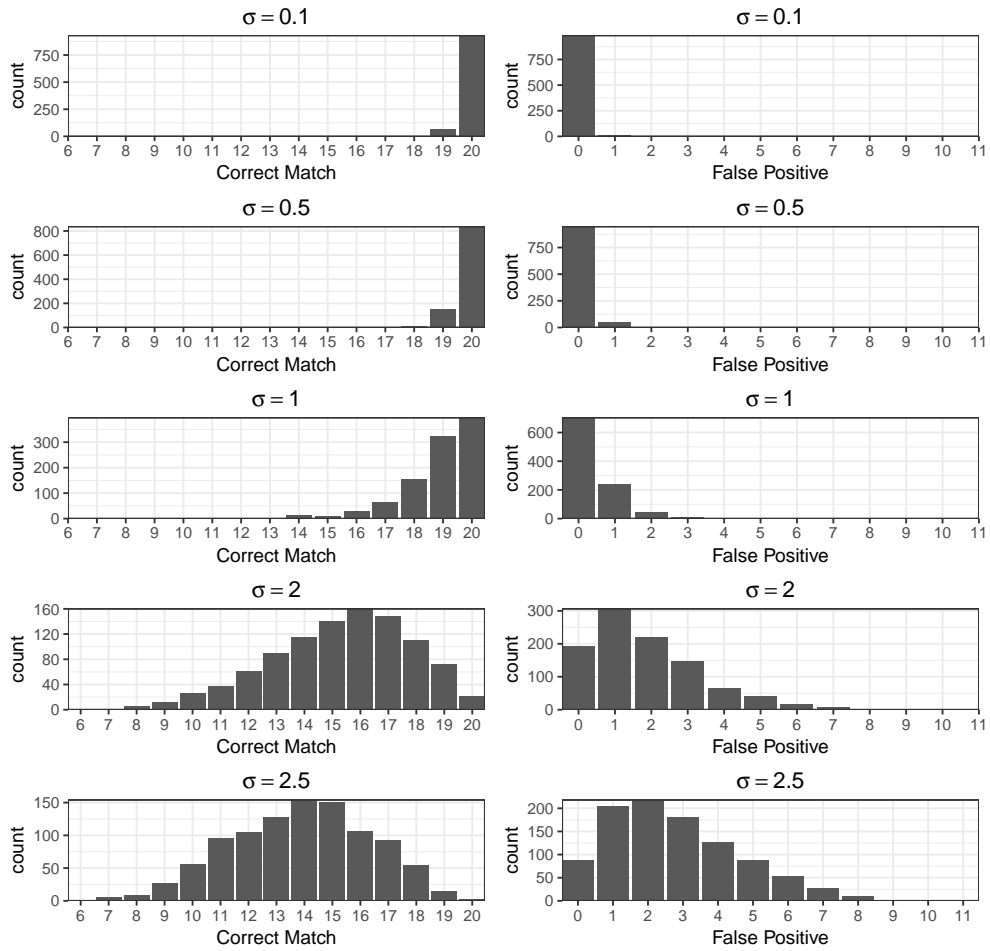 σ = 0.1
count
750
500
250
0
6 7 8 9 10 11 12 13 14 15 16 17 18 19 20
Correct Match
σ = 0.1
count
750
500
250
0
0 1 2 3 4 5 6 7 8 9 10 11
False Positive
σ = 0.5
count
800
600
400
200
0
6 7 8 9 10 11 12 13 14 15 16 17 18 19 20
Correct Match
σ = 0.5
count
750
500
250
0
0 1 2 3 4 5 6 7 8 9 10 11
False Positive
σ = 1
count
300
200
100
0
6 7 8 9 10 11 12 13 14 15 16 17 18 19 20
Correct Match
σ = 1
count
600
400
200
0
0 1 2 3 4 5 6 7 8 9 10 11
False Positive
σ = 2
count
160
120
80
40
0
6 7 8 9 10 11 12 13 14 15 16 17 18 19 20
Correct Match
σ = 2
count
300
200
100
0
0 1 2 3 4 5 6 7 8 9 10 11
False Positive
σ = 2.5
count
150
100
50
0
6 7 8 9 10 11 12 13 14 15 16 17 18 19 20
Correct Match
σ = 2.5
count
200
150
100
50
0
0 1 2 3 4 5 6 7 8 9 10 11
False Positive